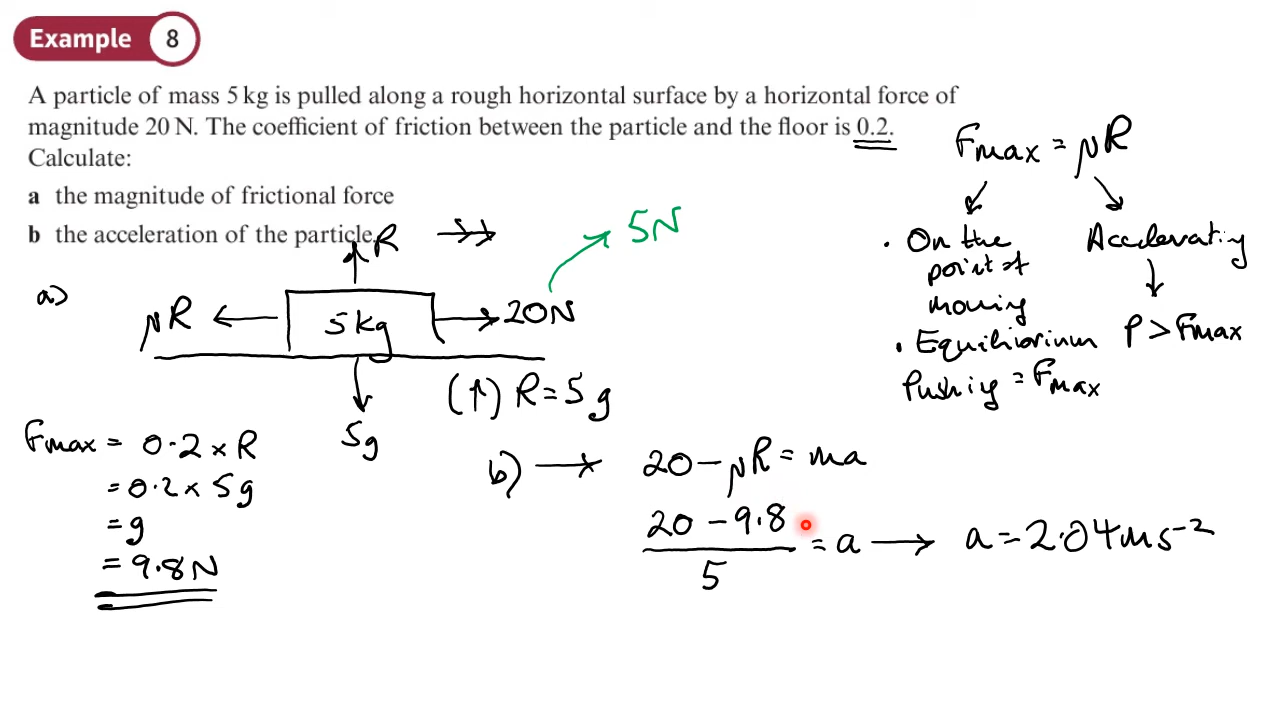 Example 8
A particle of mass 5 kg is pulled along a rough horizontal surface by a horizontal force of
magnitude 20 N. The coefficient of friction between the particle and the floor is 0.2.
Calculate:
a the magnitude of frictional force
b the acceleration of the particle.
Fmax = μR
• On the
point of
moving
• Equilibrium
Pushing = Fmax
Accelerating
P > Fmax
R
5N
a)
μR
5kg
20N
5g
(↑) R = 5g
Fmax = 0.2 × R
= 0.2 × 5g
= g
= 9.8N
b) → 20 - μR = ma
20 - 9.8
5
= a → a = 2.04ms⁻²